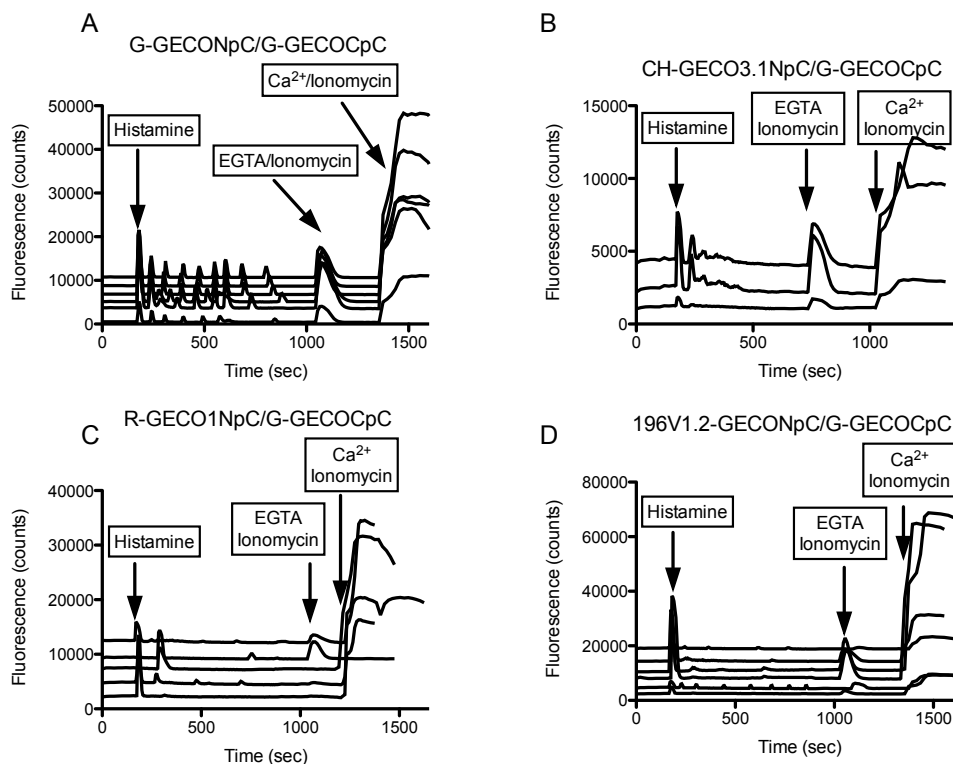 A
G-GECONpC/G-GECOCpC
Ca2+/Ionomycin
Histamine
EGTA/Ionomycin
Fluorescence (counts)
50000
40000
30000
20000
10000
0
0
500
1000
1500
Time (sec)
B
CH-GECO3.1NpC/G-GECOCpC
Histamine
EGTA
Ionomycin
Ca2+
Ionomycin
Fluorescence (counts)
15000
10000
5000
0
0
500
1000
Time (sec)
C
R-GECO1NpC/G-GECOCpC
Ca2+
Ionomycin
Histamine
EGTA
Ionomycin
Fluorescence (counts)
40000
30000
20000
10000
0
0
500
1000
1500
Time (sec)
D
196V1.2-GECONpC/G-GECOCpC
Ca2+
Ionomycin
Histamine
EGTA
Ionomycin
Fluorescence (counts)
80000
60000
40000
20000
0
0
500
1000
1500
Time (sec)